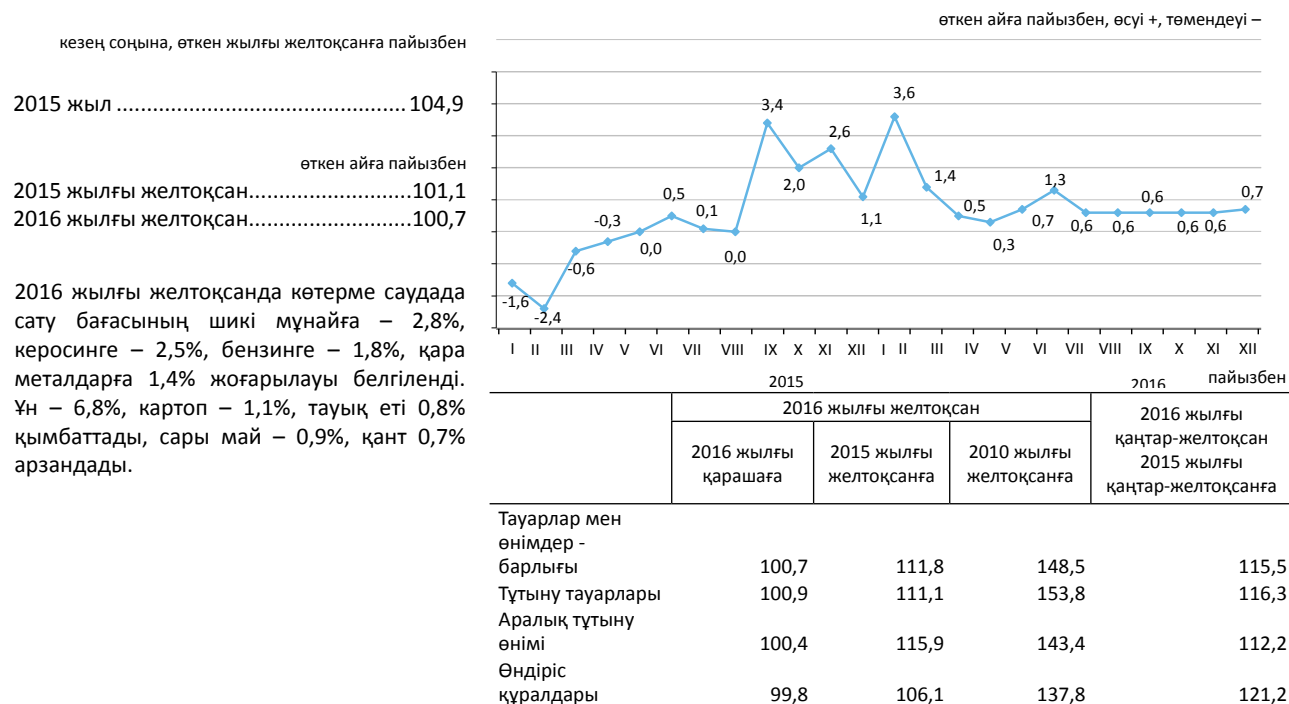 кезең соңына, өткен жылғы желтоқсанға пайызбен
2015 жыл ................................................. 104,9
өткен айға пайызбен
2015 жылғы желтоқсан...........................101,1
2016 жылғы желтоқсан...........................100,7
2016 жылғы желтоқсанда көтерме саудада
сату бағасының шикі мұнайға – 2,8%,
керосинге – 2,5%, бензинге – 1,8%, қара
металдарға 1,4% жоғарылауы белгіленді.
Ұн – 6,8%, картоп – 1,1%, тауық еті 0,8%
қымбаттады, сары май – 0,9%, қант 0,7%
арзандады.
өткен айға пайызбен, өсуі +, төмендеуі –
-1,6 -2,4 -0,6 -0,3 0,0 0,5 0,1 0,0 3,4 2,0 2,6 1,1 3,6 1,4 0,5 0,3 0,7 1,3 0,6 0,6 0,6 0,6 0,6 0,7
I II III IV V VI VII VIII IX X XI XII I II III IV V VI VII VIII IX X XI XII
2015 2016
пайызбен
2016 жылғы желтоқсан
2016 жылғы
қаңтар-желтоқсан
2015 жылғы
қаңтар-желтоқсанға
2016 жылғы
қарашаға
2015 жылғы
желтоқсанға
2010 жылғы
желтоқсанға
Тауарлар мен
өнімдер -
барлығы 100,7 111,8 148,5 115,5
Тұтыну тауарлары 100,9 111,1 153,8 116,3
Аралық тұтыну
өнімі 100,4 115,9 143,4 112,2
Өндіріс
құралдары 99,8 106,1 137,8 121,2